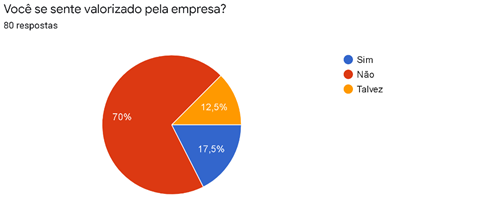 Você se sente valorizado pela empresa?
80 respostas
Sim
Não
Talvez
12,5%
70%
17,5%